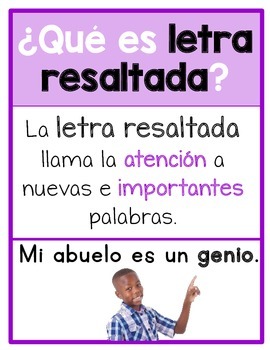 ¿Qué es letra
resaltada?
La letra resaltada
llama la atención a
nuevas e importantes
palabras.
Mi abuelo es un genio.